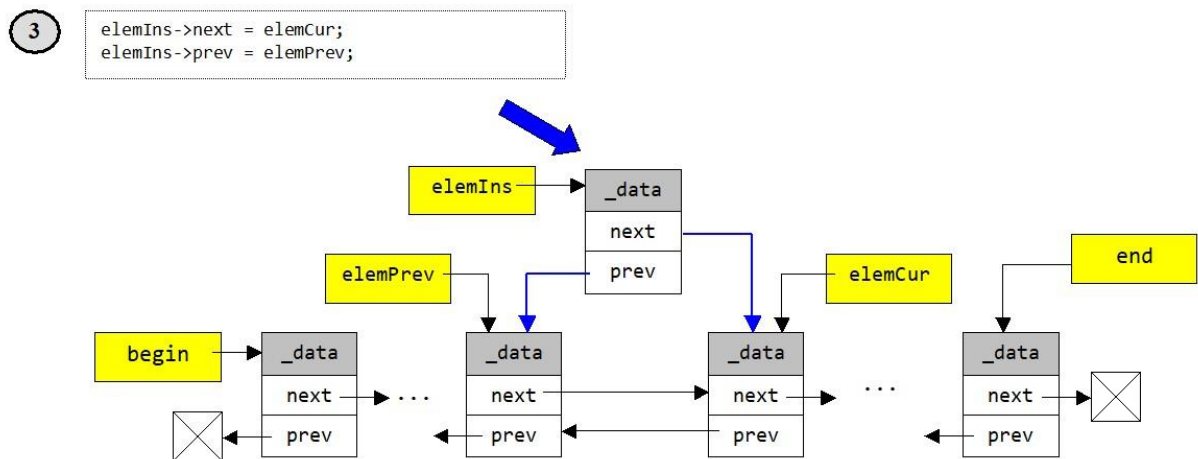 3
elemIns->next = elemCur;
elemIns->prev = elemPrev;
elemIns
_data
next
prev
elemPrev
elemCur
end
begin
_data
_data
_data
_data
next
...
next
next
...
next
prev
prev
prev
prev